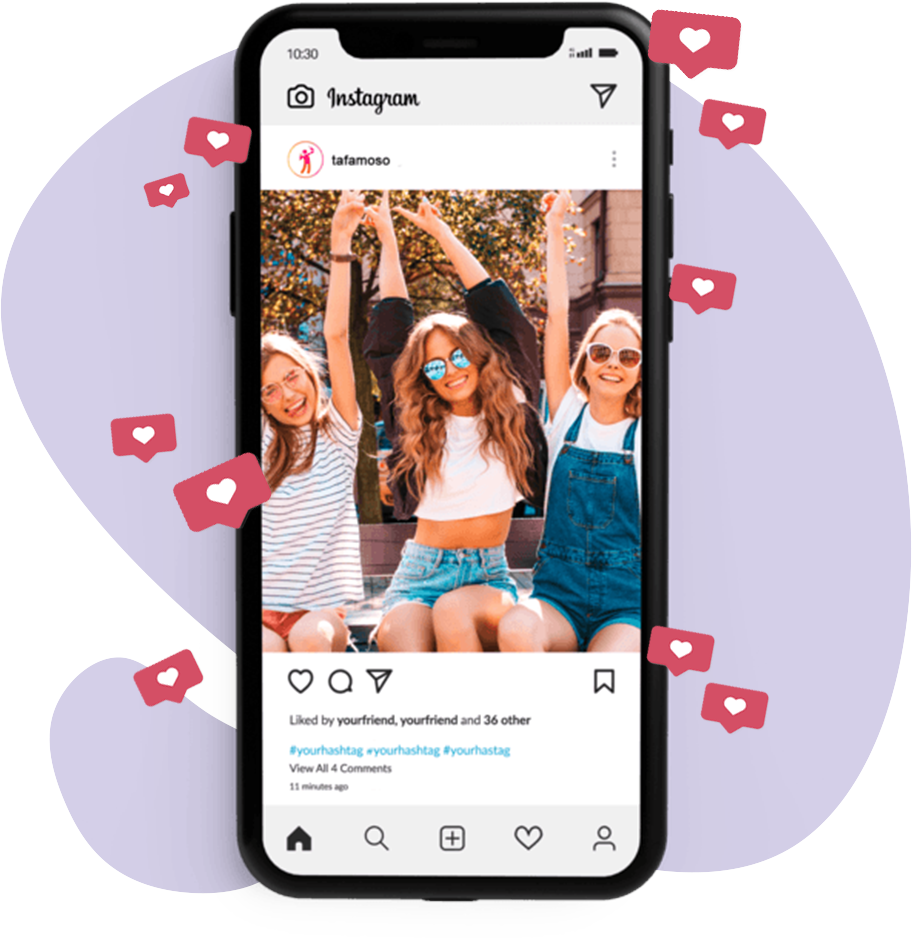 10:30
Instagram
tafamoso
Liked by yourfriend, yourfriend and 36 other
#yourhashtag #yourhashtag #yourhastag
View All 4 Comments
11 minutes ago